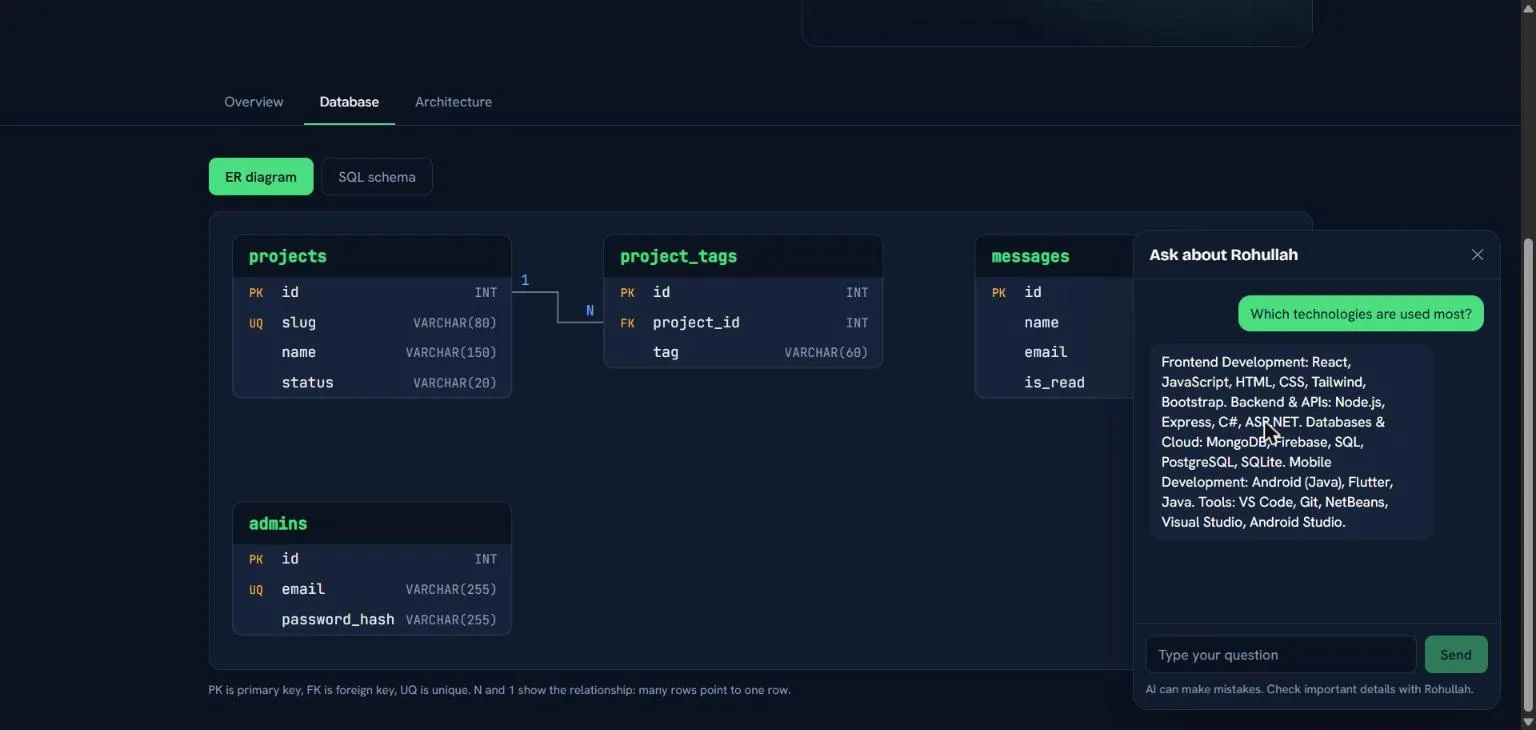 Overview Database Architecture
ER diagram SQL schema
projects
PK id INT
UQ slug VARCHAR(80)
name VARCHAR(150)
status VARCHAR(20)
1
N
project_tags
PK id INT
FK project_id INT
tag VARCHAR(60)
messages
PK id
name
email
is_read
admins
PK id INT
UQ email VARCHAR(255)
password_hash VARCHAR(255)
PK is primary key, FK is foreign key, UQ is unique. N and 1 show the relationship: many rows point to one row.
Ask about Rohullah
Which technologies are used most?
Frontend Development: React,
JavaScript, HTML, CSS, Tailwind,
Bootstrap. Backend & APIs: Node.js,
Express, C#, ASP.NET. Databases &
Cloud: MongoDB, Firebase, SQL,
PostgreSQL, SQLite. Mobile
Development: Android (Java), Flutter,
Java. Tools: VS Code, Git, NetBeans,
Visual Studio, Android Studio.
Type your question
Send
AI can make mistakes. Check important details with Rohullah.